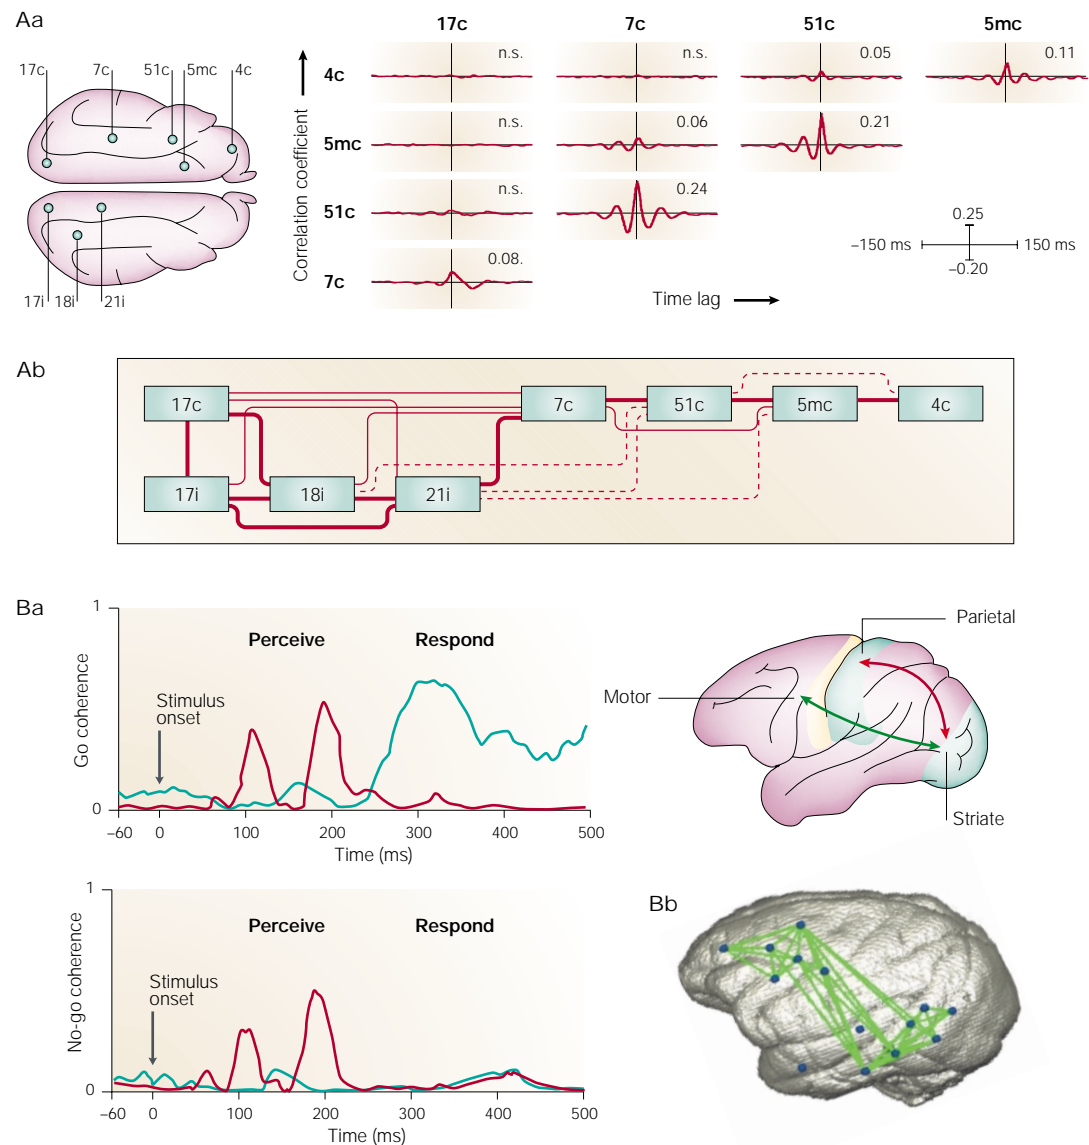 Aa
17c 7c 51c 5mc 4c
17i 18i 21i
Correlation coefficient
17c 7c 51c 5mc
4c n.s. n.s. 0.05 0.11
5mc n.s. 0.06 0.21
51c n.s. 0.24
7c 0.08.
0.25
–150 ms 150 ms
–0.20
Time lag
Ab
17c 7c 51c 5mc 4c
17i 18i 21i
Ba
1
Perceive Respond
Go coherence
Stimulus
onset
0
–60 0 100 200 300 400 500
Time (ms)
Parietal
Motor
Striate
1
Perceive Respond
No-go coherence
Stimulus
onset
0
–60 0 100 200 300 400 500
Time (ms)
Bb